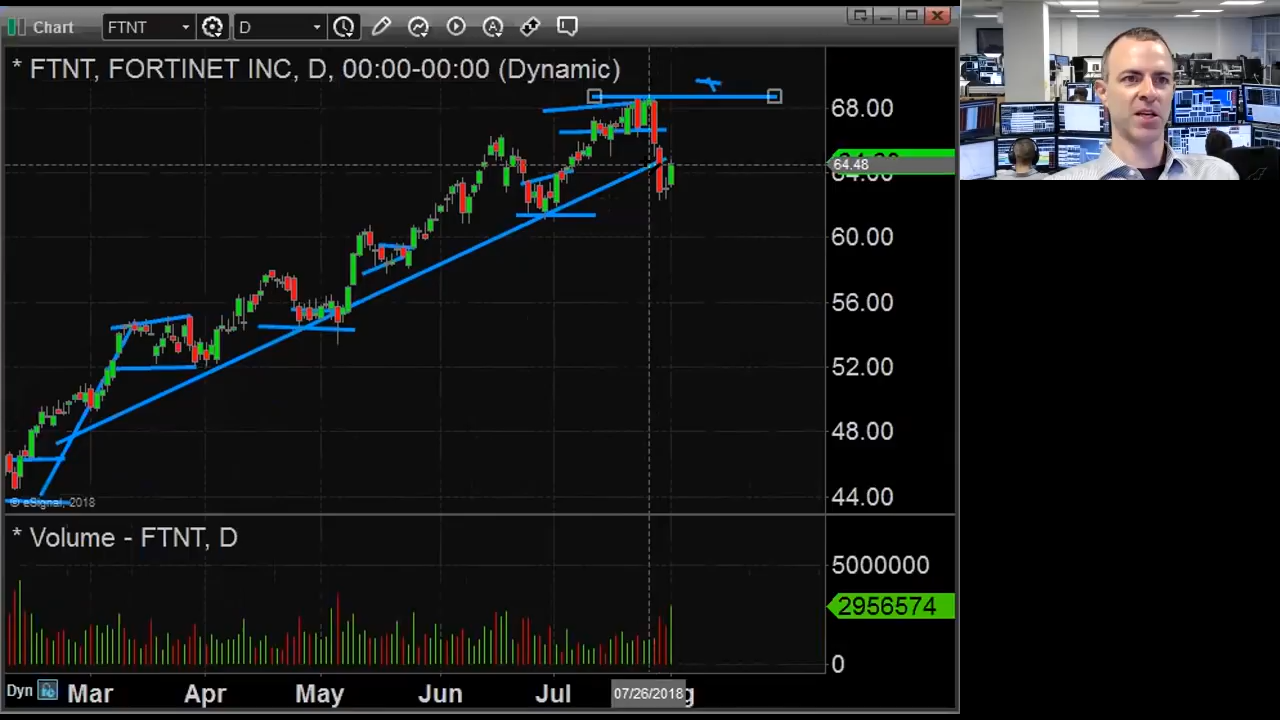 Chart FTNT D
* FTNT, FORTINET INC, D, 00:00-00:00 (Dynamic)
68.00
64.48
64.00
60.00
56.00
52.00
48.00
44.00
© eSignal, 2018
* Volume - FTNT, D
5000000
2956574
0
Dyn Mar Apr May Jun Jul 07/26/2018 g